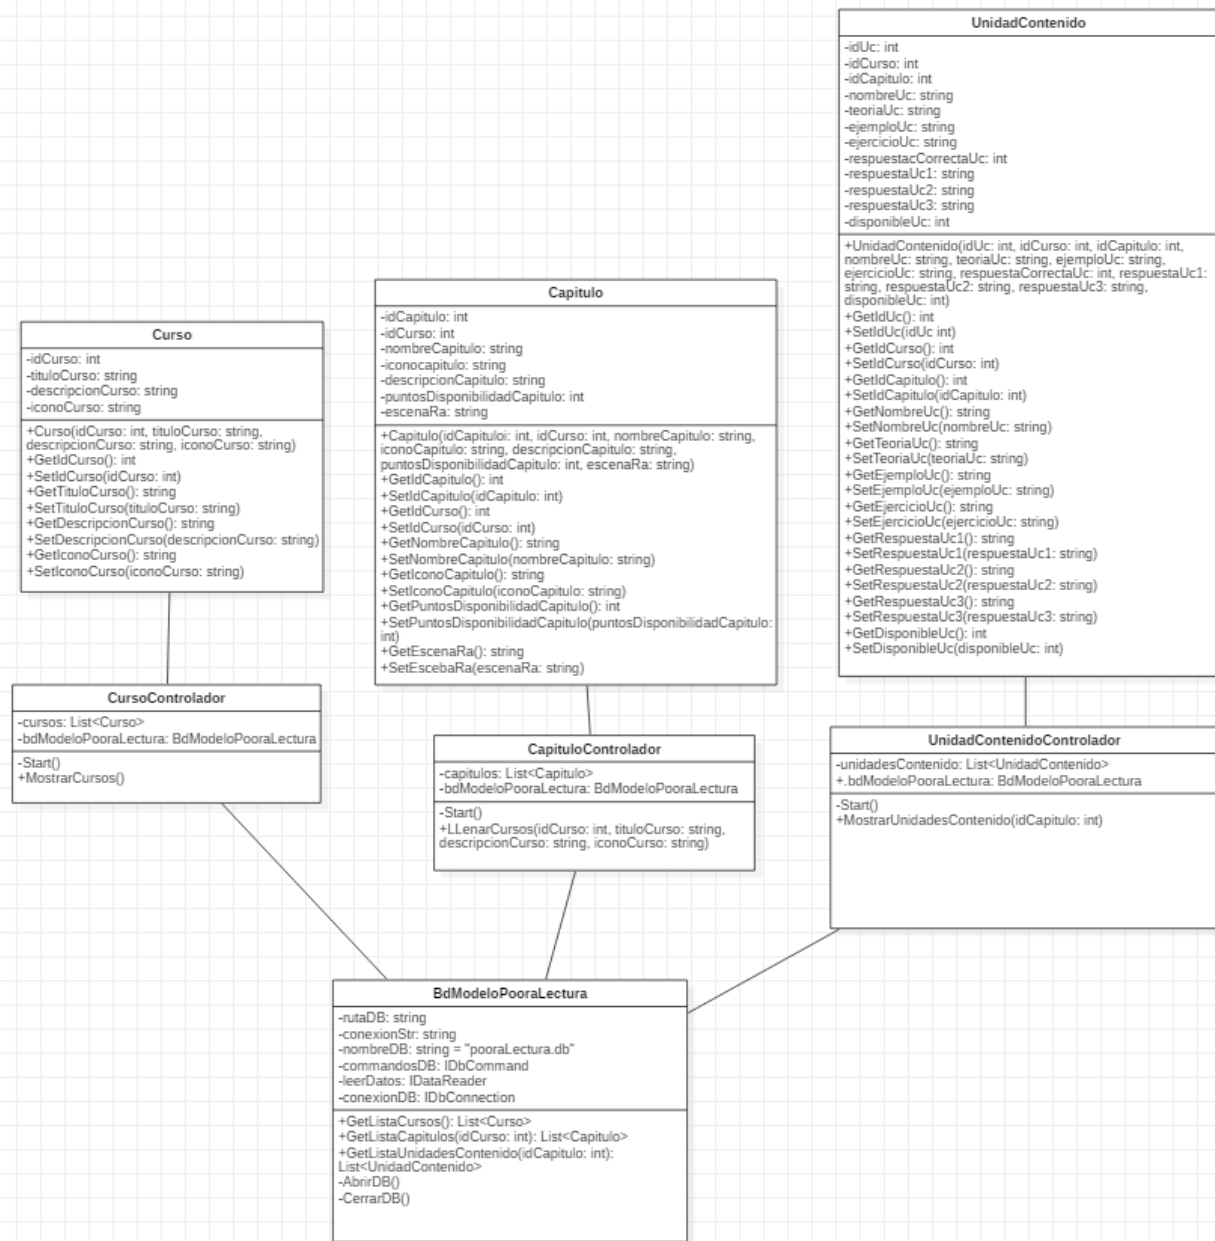 UnidadContenido
-idUc: int
-idCurso: int
-idCapitulo: int
-nombreUc: string
-teoriaUc: string
-ejemploUc: string
-ejercicioUc: string
-respuestacCorrectaUc: int
-respuestaUc1: string
-respuestaUc2: string
-respuestaUc3: string
-disponibleUc: int
+UnidadContenido(idUc: int, idCurso: int, idCapitulo: int,
nombreUc: string, teoriaUc: string, ejemploUc: string,
ejercicioUc: string, respuestaCorrectaUc: int, respuestaUc1:
string, respuestaUc2: string, respuestaUc3: string,
disponibleUc: int)
+GetIdUc(): int
+SetIdUc(idUc int)
+GetIdCurso(): int
+SetIdCurso(idCurso: int)
+GetIdCapitulo(): int
+SetIdCapitulo(idCapitulo: int)
+GetNombreUc(): string
+SetNombreUc(nombreUc: string)
+GetTeoriaUc(): string
+SetTeoriaUc(teoriaUc: string)
+GetEjemploUc(): string
+SetEjemploUc(ejemploUc: string)
+GetEjercicioUc(): string
+SetEjercicioUc(ejercicioUc: string)
+GetRespuestaUc1(): string
+SetRespuestaUc1(respuestaUc1: string)
+GetRespuestaUc2(): string
+SetRespuestaUc2(respuestaUc2: string)
+GetRespuestaUc3(): string
+SetRespuestaUc3(respuestaUc3: string)
+GetDisponibleUc(): int
+SetDisponibleUc(disponibleUc: int)
Capitulo
-idCapitulo: int
-idCurso: int
-nombreCapitulo: string
-iconocapitulo: string
-descripcionCapitulo: string
-puntosDisponibilidadCapitulo: int
-escenaRa: string
+Capitulo(idCapituloi: int, idCurso: int, nombreCapitulo: string,
iconoCapitulo: string, descripcionCapitulo: string,
puntosDisponibilidadCapitulo: int, escenaRa: string)
+GetIdCapitulo(): int
+SetIdCapitulo(idCapitulo: int)
+GetIdCurso(): int
+SetIdCurso(idCurso: int)
+GetNombreCapitulo(): string
+SetNombreCapitulo(nombreCapitulo: string)
+GetIconoCapitulo(): string
+SetIconoCapitulo(iconoCapitulo: string)
+GetPuntosDisponibilidadCapitulo(): int
+SetPuntosDisponibilidadCapitulo(puntosDisponibilidadCapitulo:
int)
+GetEscenaRa(): string
+SetEscebaRa(escenaRa: string)
Curso
-idCurso: int
-tituloCurso: string
-descripcionCurso: string
-iconoCurso: string
+Curso(idCurso: int, tituloCurso: string,
descripcionCurso: string, iconoCurso: string)
+GetIdCurso(): int
+SetIdCurso(idCurso: int)
+GetTituloCurso(): string
+SetTituloCurso(tituloCurso: string)
+GetDescripcionCurso(): string
+SetDescripcionCurso(descripcionCurso: string)
+GetIconoCurso(): string
+SetIconoCurso(iconoCurso: string)
CursoControlador
-cursos: List<Curso>
-bdModeloPooraLectura: BdModeloPooraLectura
-Start()
+MostrarCursos()
CapituloControlador
-capitulos: List<Capitulo>
-bdModeloPooraLectura: BdModeloPooraLectura
-Start()
+LLenarCursos(idCurso: int, tituloCurso: string,
descripcionCurso: string, iconoCurso: string)
UnidadContenidoControlador
-unidadesContenido: List<UnidadContenido>
+.bdModeloPooraLectura: BdModeloPooraLectura
-Start()
+MostrarUnidadesContenido(idCapitulo: int)
BdModeloPooraLectura
-rutaDB: string
-conexionStr: string
-nombreDB: string = "pooraLectura.db"
-commandosDB: IDbCommand
-leerDatos: IDataReader
-conexionDB: IDbConnection
+GetListaCursos(): List<Curso>
+GetListaCapitulos(idCurso: int): List<Capitulo>
+GetListaUnidadesContenido(idCapitulo: int):
List<UnidadContenido>
-AbrirDB()
-CerrarDB()